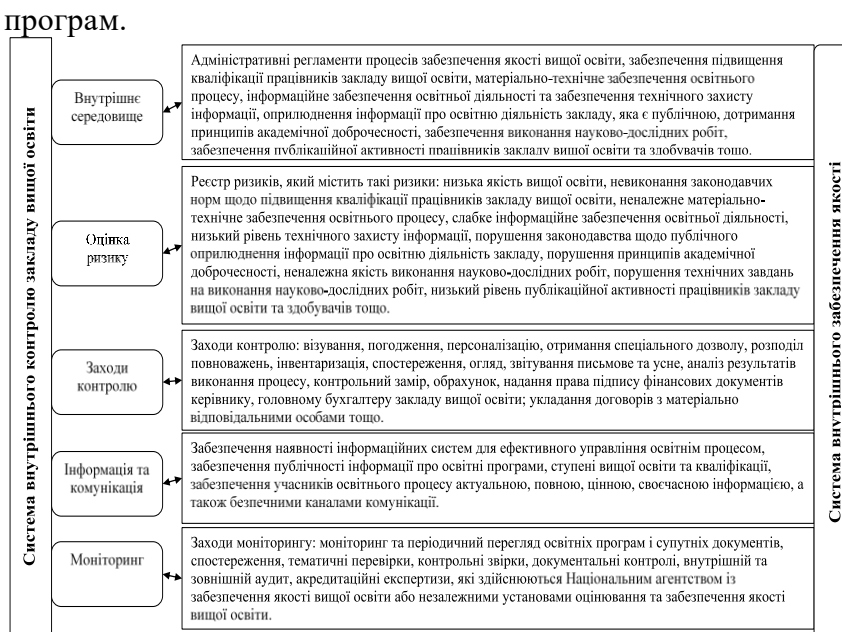 програм.
Система внутрішнього контролю закладу вищої освіти
Внутрішнє
середовище
Адміністративні регламенти процесів забезпечення якості вищої освіти, забезпечення підвищення
кваліфікації працівників закладу вищої освіти, матеріально-технічне забезпечення освітнього
процесу, інформаційне забезпечення освітньої діяльності та забезпечення технічного захисту
інформації, оприлюднення інформації про освітню діяльність закладу, яка є публічною, дотримання
принципів академічної доброчесності, забезпечення виконання науково-дослідних робіт,
забезпечення публікаційної активності працівників закладу вищої освіти та здобувачів тощо.
Оцінка
ризику
Реєстр ризиків, який містить такі ризики: низька якість вищої освіти, невиконання законодавчих
норм щодо підвищення кваліфікації працівників закладу вищої освіти, неналежне матеріально-
технічне забезпечення освітнього процесу, слабке інформаційне забезпечення освітньої діяльності,
низький рівень технічного захисту інформації, порушення законодавства щодо публічного
оприлюднення інформації про освітню діяльність закладу, порушення принципів академічної
доброчесності, неналежна якість виконання науково-дослідних робіт, порушення технічних завдань
на виконання науково-дослідних робіт, низький рівень публікаційної активності працівників закладу
вищої освіти та здобувачів тощо.
Заходи
контролю
Заходи контролю: візування, погодження, персоналізацію, отримання спеціального дозволу, розподіл
повноважень, інвентаризація, спостереження, огляд, звітування письмове та усне, аналіз результатів
виконання процесу, контрольний замір, обрахунок, надання права підпису фінансових документів
керівнику, головному бухгалтеру закладу вищої освіти; укладання договорів з матеріально
відповідальними особами тощо.
Інформація та
комунікація
Забезпечення наявності інформаційних систем для ефективного управління освітнім процесом,
забезпечення публічності інформації про освітні програми, ступені вищої освіти та кваліфікації,
забезпечення учасників освітнього процесу актуальною, повною, цінною, своєчасною інформацією, а
також безпечними каналами комунікації.
Моніторинг
Заходи моніторингу: моніторинг та періодичний перегляд освітніх програм і супутніх документів,
спостереження, тематичні перевірки, контрольні звірки, документальні контролі, внутрішній та
зовнішній аудит, акредитаційні експертизи, які здійснюються Національним агентством із
забезпечення якості вищої освіти або незалежними установами оцінювання та забезпечення якості
вищої освіти.
Система внутрішнього забезпечення якості